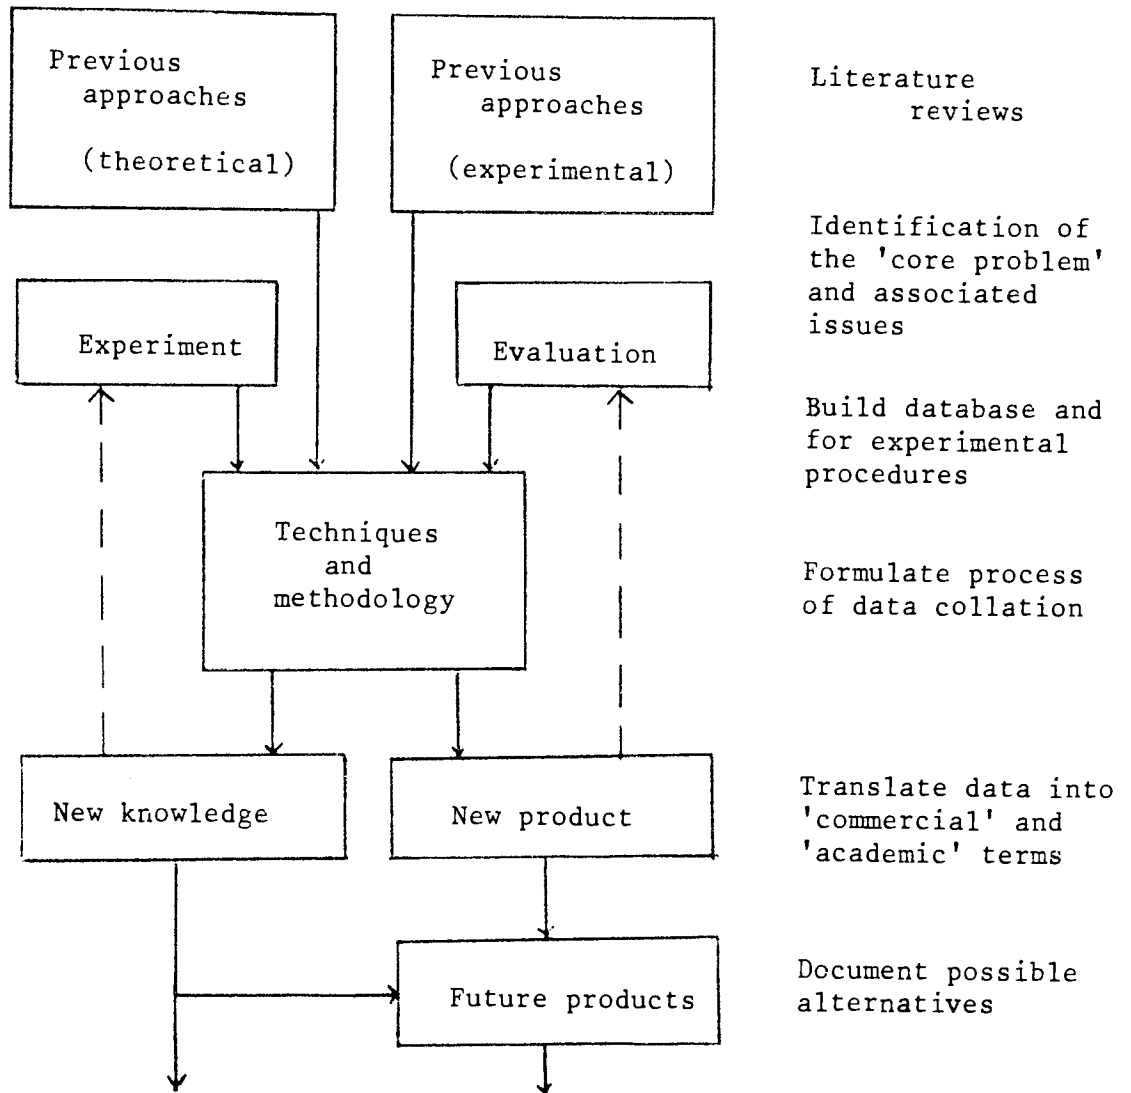 Previous
approaches
(theoretical)
Previous
approaches
(experimental)
Literature
reviews
Identification of
the 'core problem'
and associated
issues
Experiment
Evaluation
Build database and
for experimental
procedures
Techniques
and
methodology
Formulate process
of data collation
New knowledge
New product
Translate data into
'commercial' and
'academic' terms
Future products
Document possible
alternatives